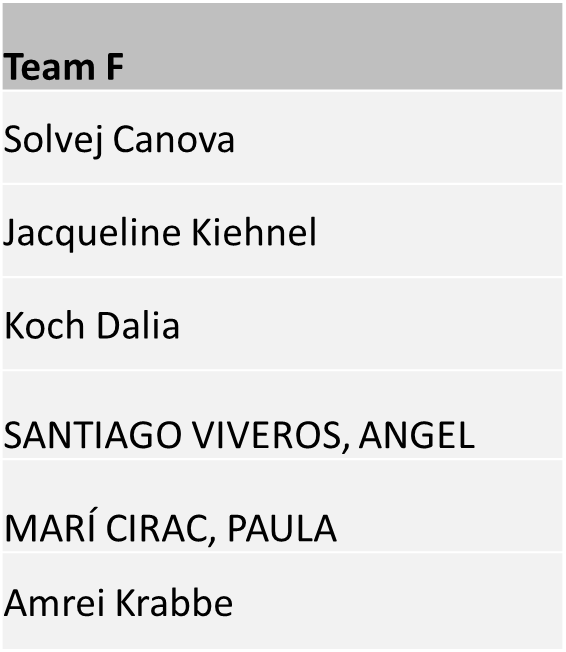 Team F
Solvej Canova
Jacqueline Kiehnel
Koch Dalia
SANTIAGO VIVEROS, ANGEL
MARÍ CIRAC, PAULA
Amrei Krabbe